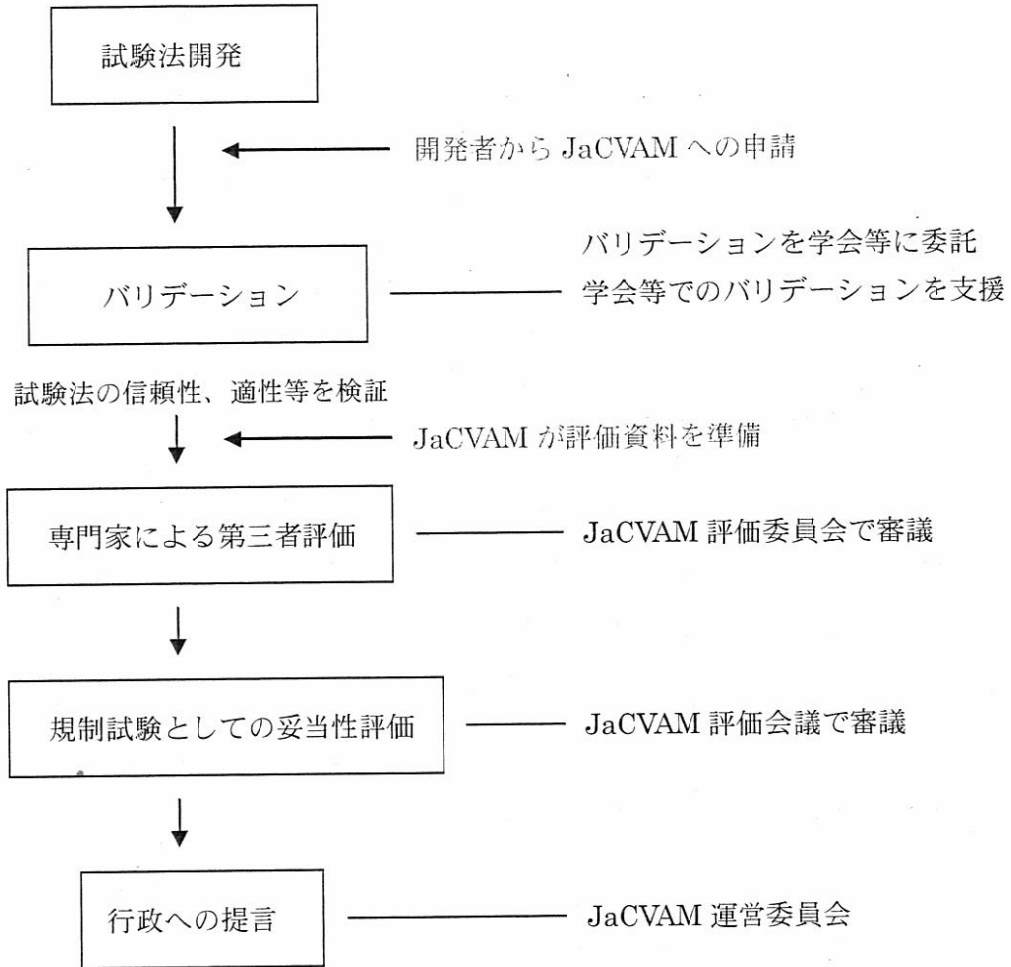 試験法開発
開発者から JaCVAM への申請
バリデーションを学会等に委託
バリデーション
学会等でのバリデーションを支援
試験法の信頼性、適性等を検証
JaCVAM が評価資料を準備
専門家による第三者評価
JaCVAM 評価委員会で審議
規制試験としての妥当性評価
JaCVAM 評価会議で審議
行政への提言
JaCVAM 運営委員会